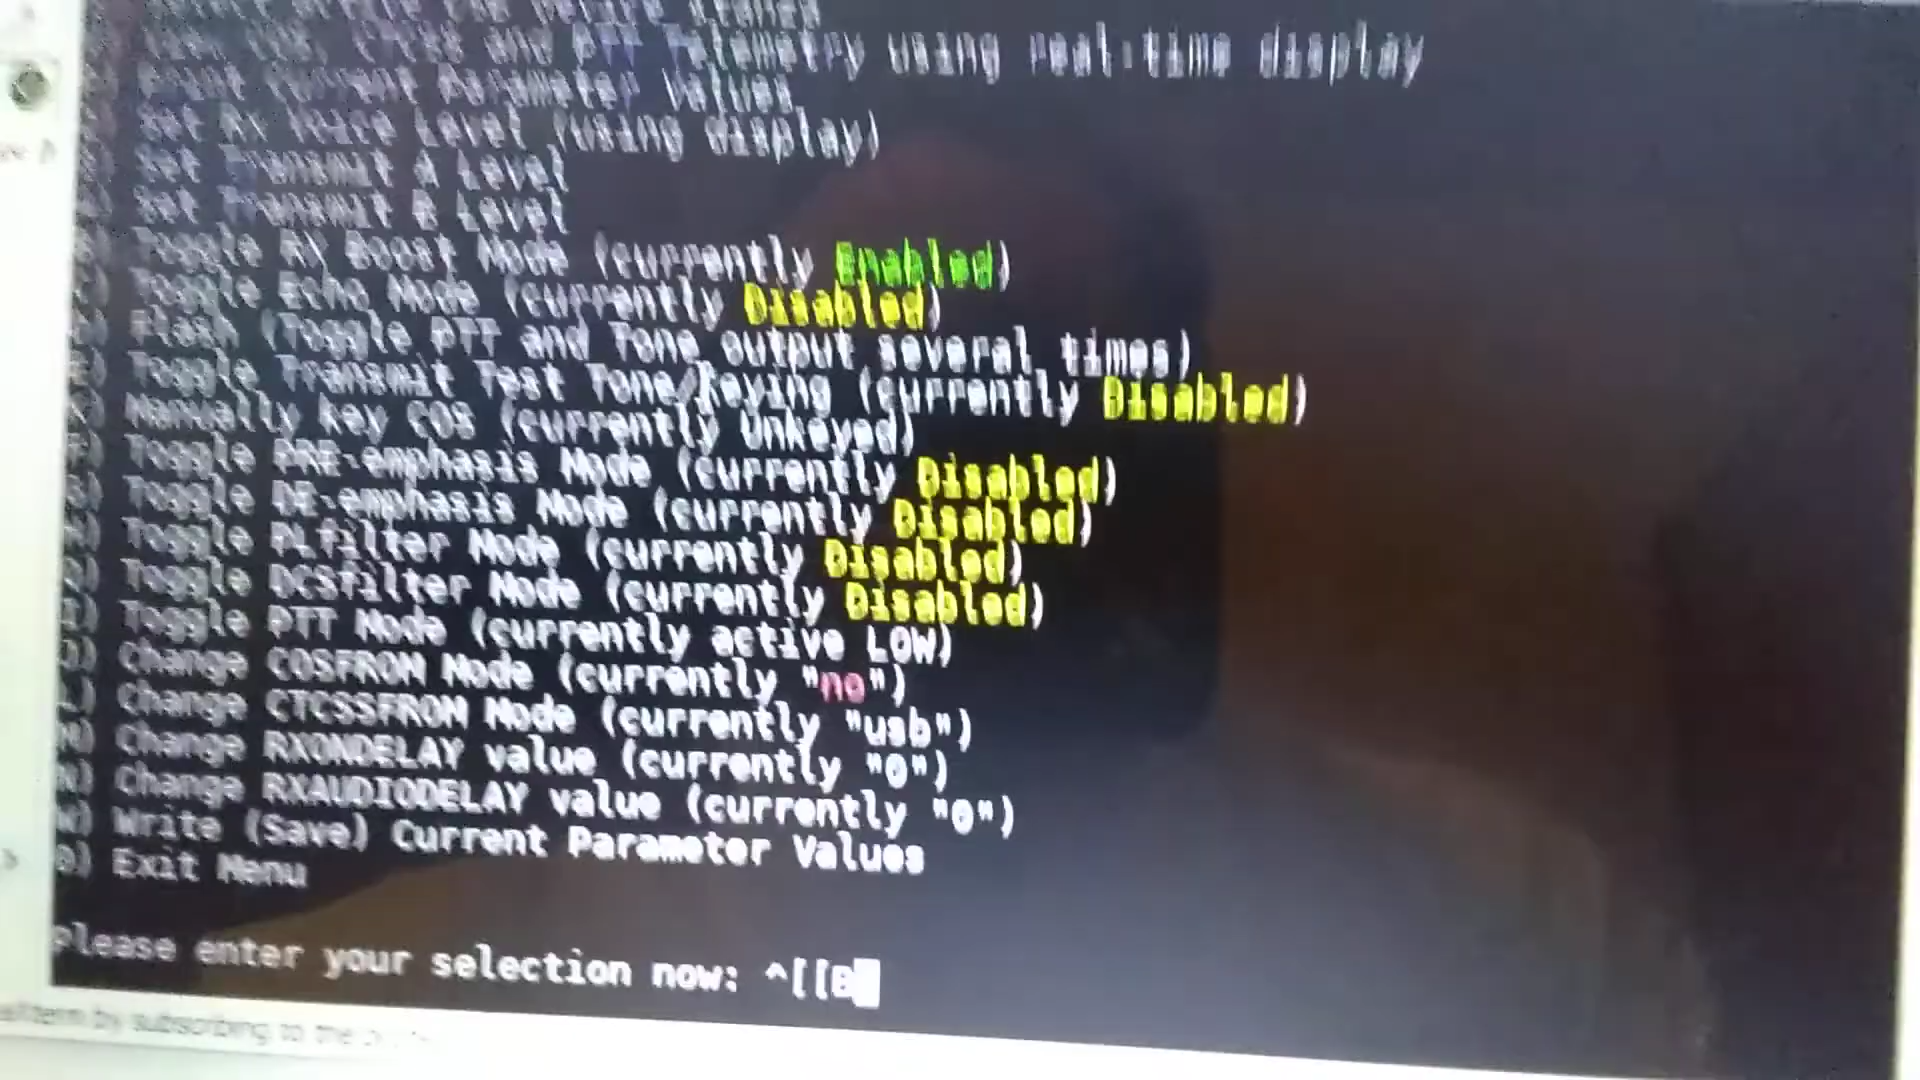 and PTT Telemetry using real-time display
Print Current Parameter Values
Set Rx Voice Level (using display)
Set Transmit A Level
Set Transmit B Level
Toggle RX Boost Mode (currently Enabled)
C) Toggle Echo Mode (currently Disabled)
Flash (Toggle PTT and Tone output several times)
E) Toggle Transmit Test Tone/Keying (currently Disabled)
Manually key COS (currently Unkeyed)
F) Toggle PRE-emphasis Mode (currently Disabled)
G) Toggle DE-emphasis Mode (currently Disabled)
H) Toggle PLfilter Mode (currently Disabled)
Toggle DCSfilter Mode (currently Disabled)
I) Toggle PTT Mode (currently active LOW)
J) Change COSFROM Mode (currently "no")
L) Change CTCSSFROM Mode (currently "usb")
M) Change RXONDELAY value (currently "0")
N) Change RXAUDIODELAY value (currently "0")
W) Write (Save) Current Parameter Values
0) Exit Menu
Please enter your selection now: ^[[B
by subscribing to the